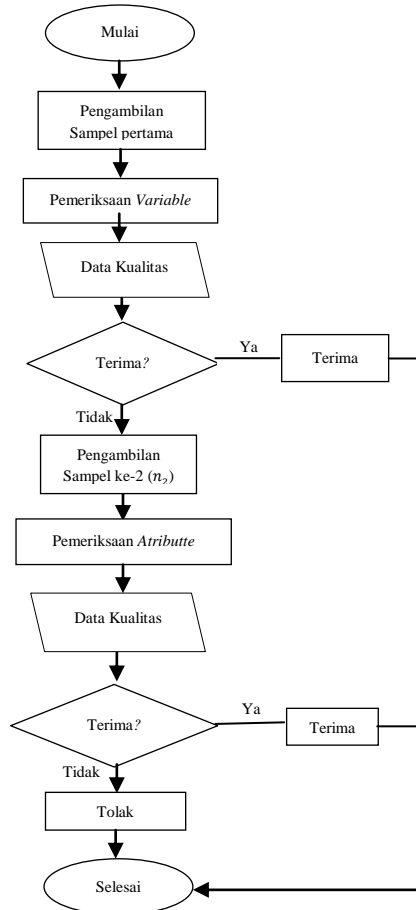 Mulai
Pengambilan
Sampel pertama
Pemeriksaan Variable
Data Kualitas
Terima?
Ya
Terima
Tidak
Pengambilan
Sampel ke-2 (n₂)
Pemeriksaan Atributte
Data Kualitas
Terima?
Ya
Terima
Tidak
Tolak
Selesai